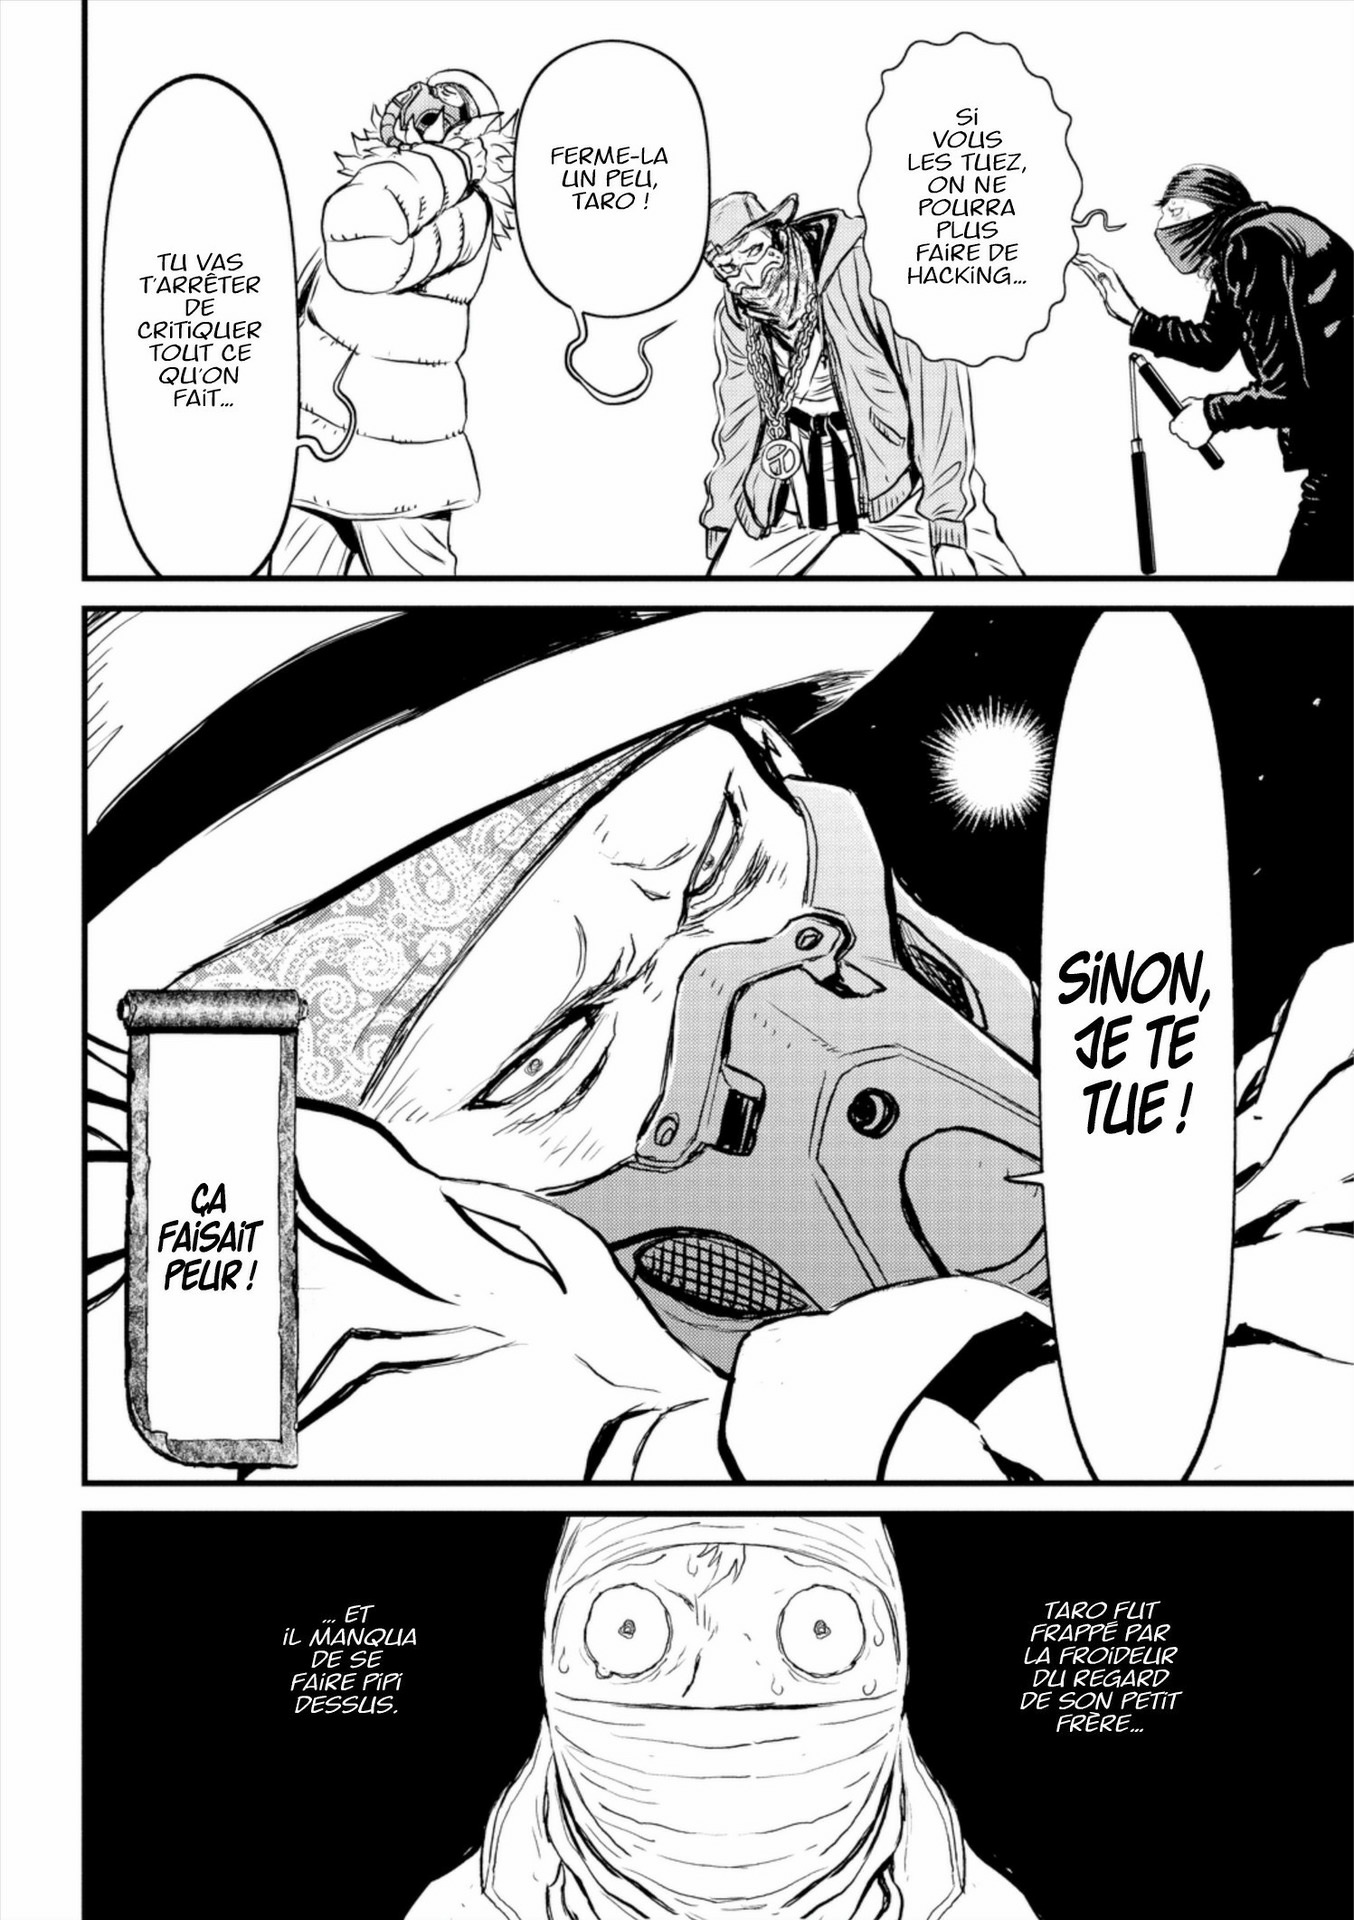 SI
VOUS
LES TUEZ,
ON NE
POURRA
PLUS
FAIRE DE
HACKING...
FERME-LA
UN PEU,
TARO !
TU VAS
T'ARRÊTER
DE
CRITIQUER
TOUT CE
QU'ON
FAIT...
SINON,
JE TE
TUE !
ÇA
FAISAIT
PEUR !
TARO FUT
FRAPPÉ PAR
LA FROIDEUR
DU REGARD
DE SON PETIT
FRÈRE...
... ET
IL MANQUA
DE SE
FAIRE PIPI
DESSUS.